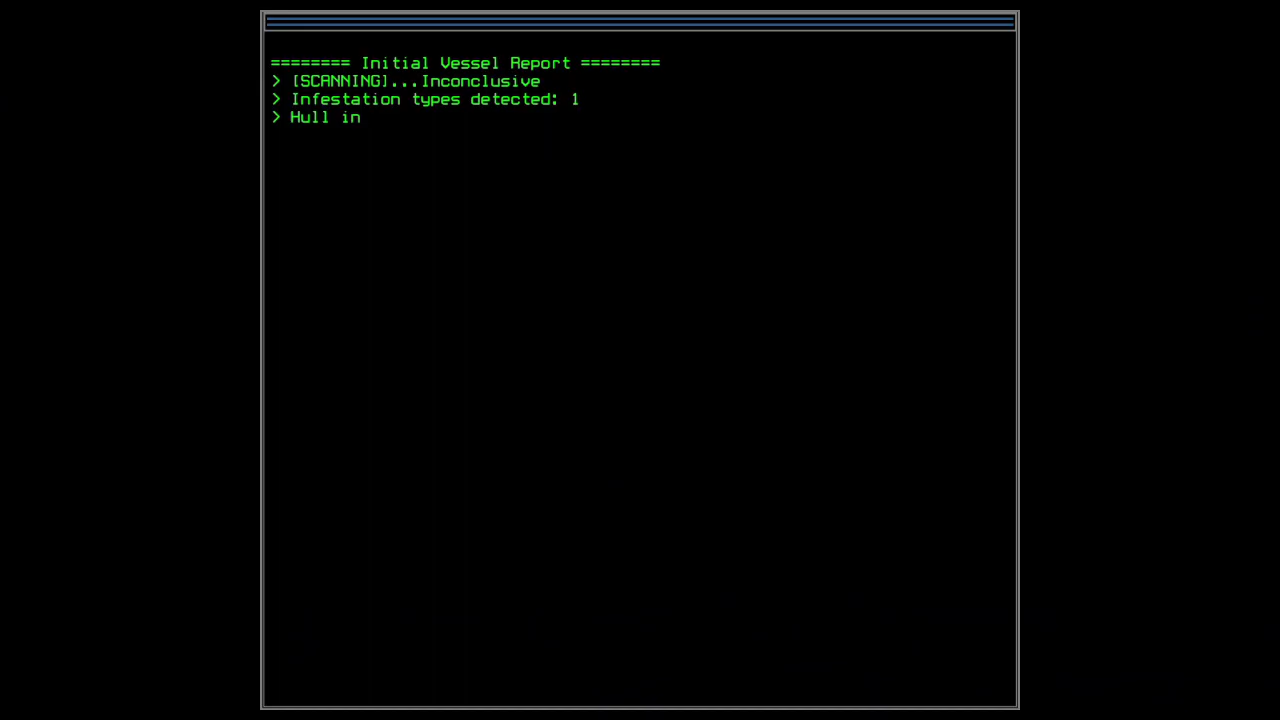 ======== Initial Vessel Report ========
> [SCANNING]...Inconclusive
> Infestation types detected: 1
> Hull in